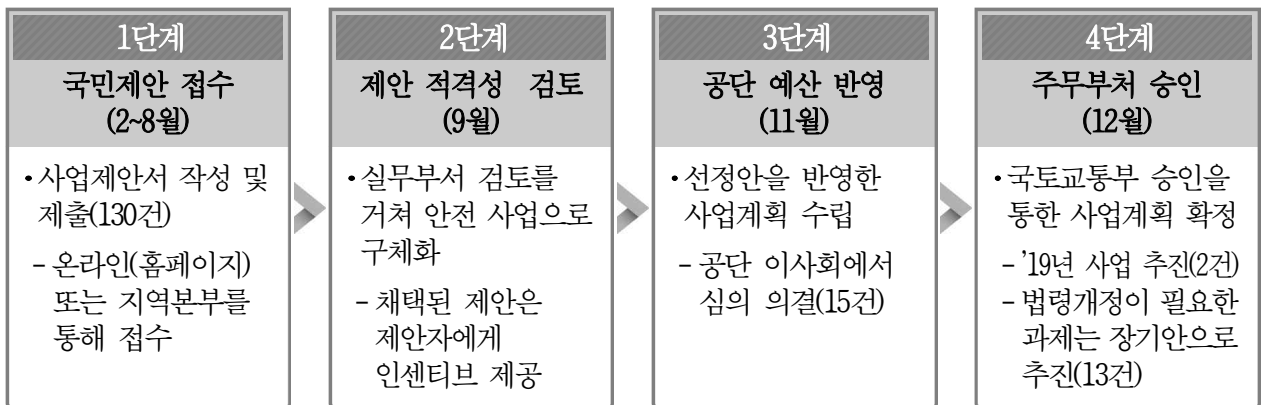 1단계
국민제안 접수
(2~8월)
•사업제안서 작성 및
제출(130건)
- 온라인(홈페이지)
또는 지역본부를
통해 접수
2단계
제안 적격성 검토
(9월)
•실무부서 검토를
거쳐 안전 사업으로
구체화
- 채택된 제안은
제안자에게
인센티브 제공
3단계
공단 예산 반영
(11월)
•선정안을 반영한
사업계획 수립
- 공단 이사회에서
심의 의결(15건)
4단계
주무부처 승인
(12월)
•국토교통부 승인을
통한 사업계획 확정
- ’19년 사업 추진(2건)
- 법령개정이 필요한
과제는 장기안으로
추진(13건)